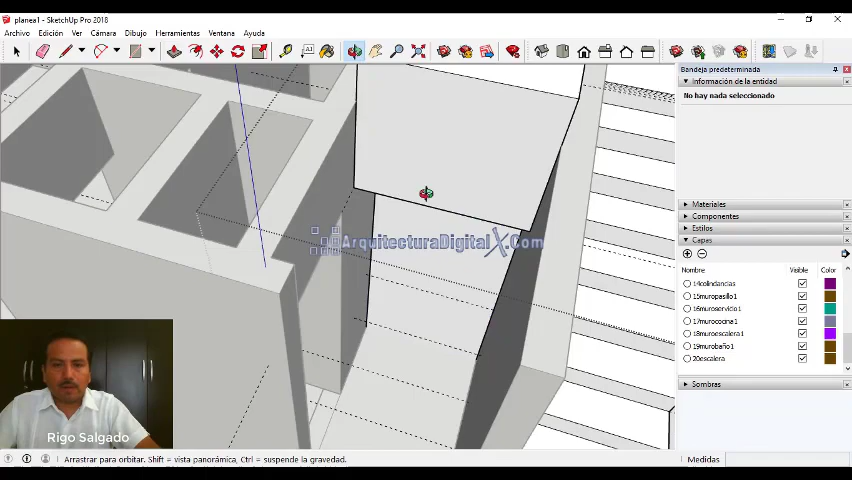 planea1 - SketchUp Pro 2018
Archivo Edición Ver Cámara Dibujo Herramientas Ventana Ayuda
Bandeja predeterminada
Información de la entidad
No hay nada seleccionado
Materiales
Componentes
Estilos
Capas
Nombre Visible Color
14colindancias
15muropasillo1
16muroservicio1
17murococina1
18muroescalera1
19murobaño1
20escalera
Sombras
ArquitecturaDigitalX.Com
Rigo Salgado
Arrastrar para orbitar. Shift = vista panorámica, Ctrl = suspende la gravedad.
Medidas